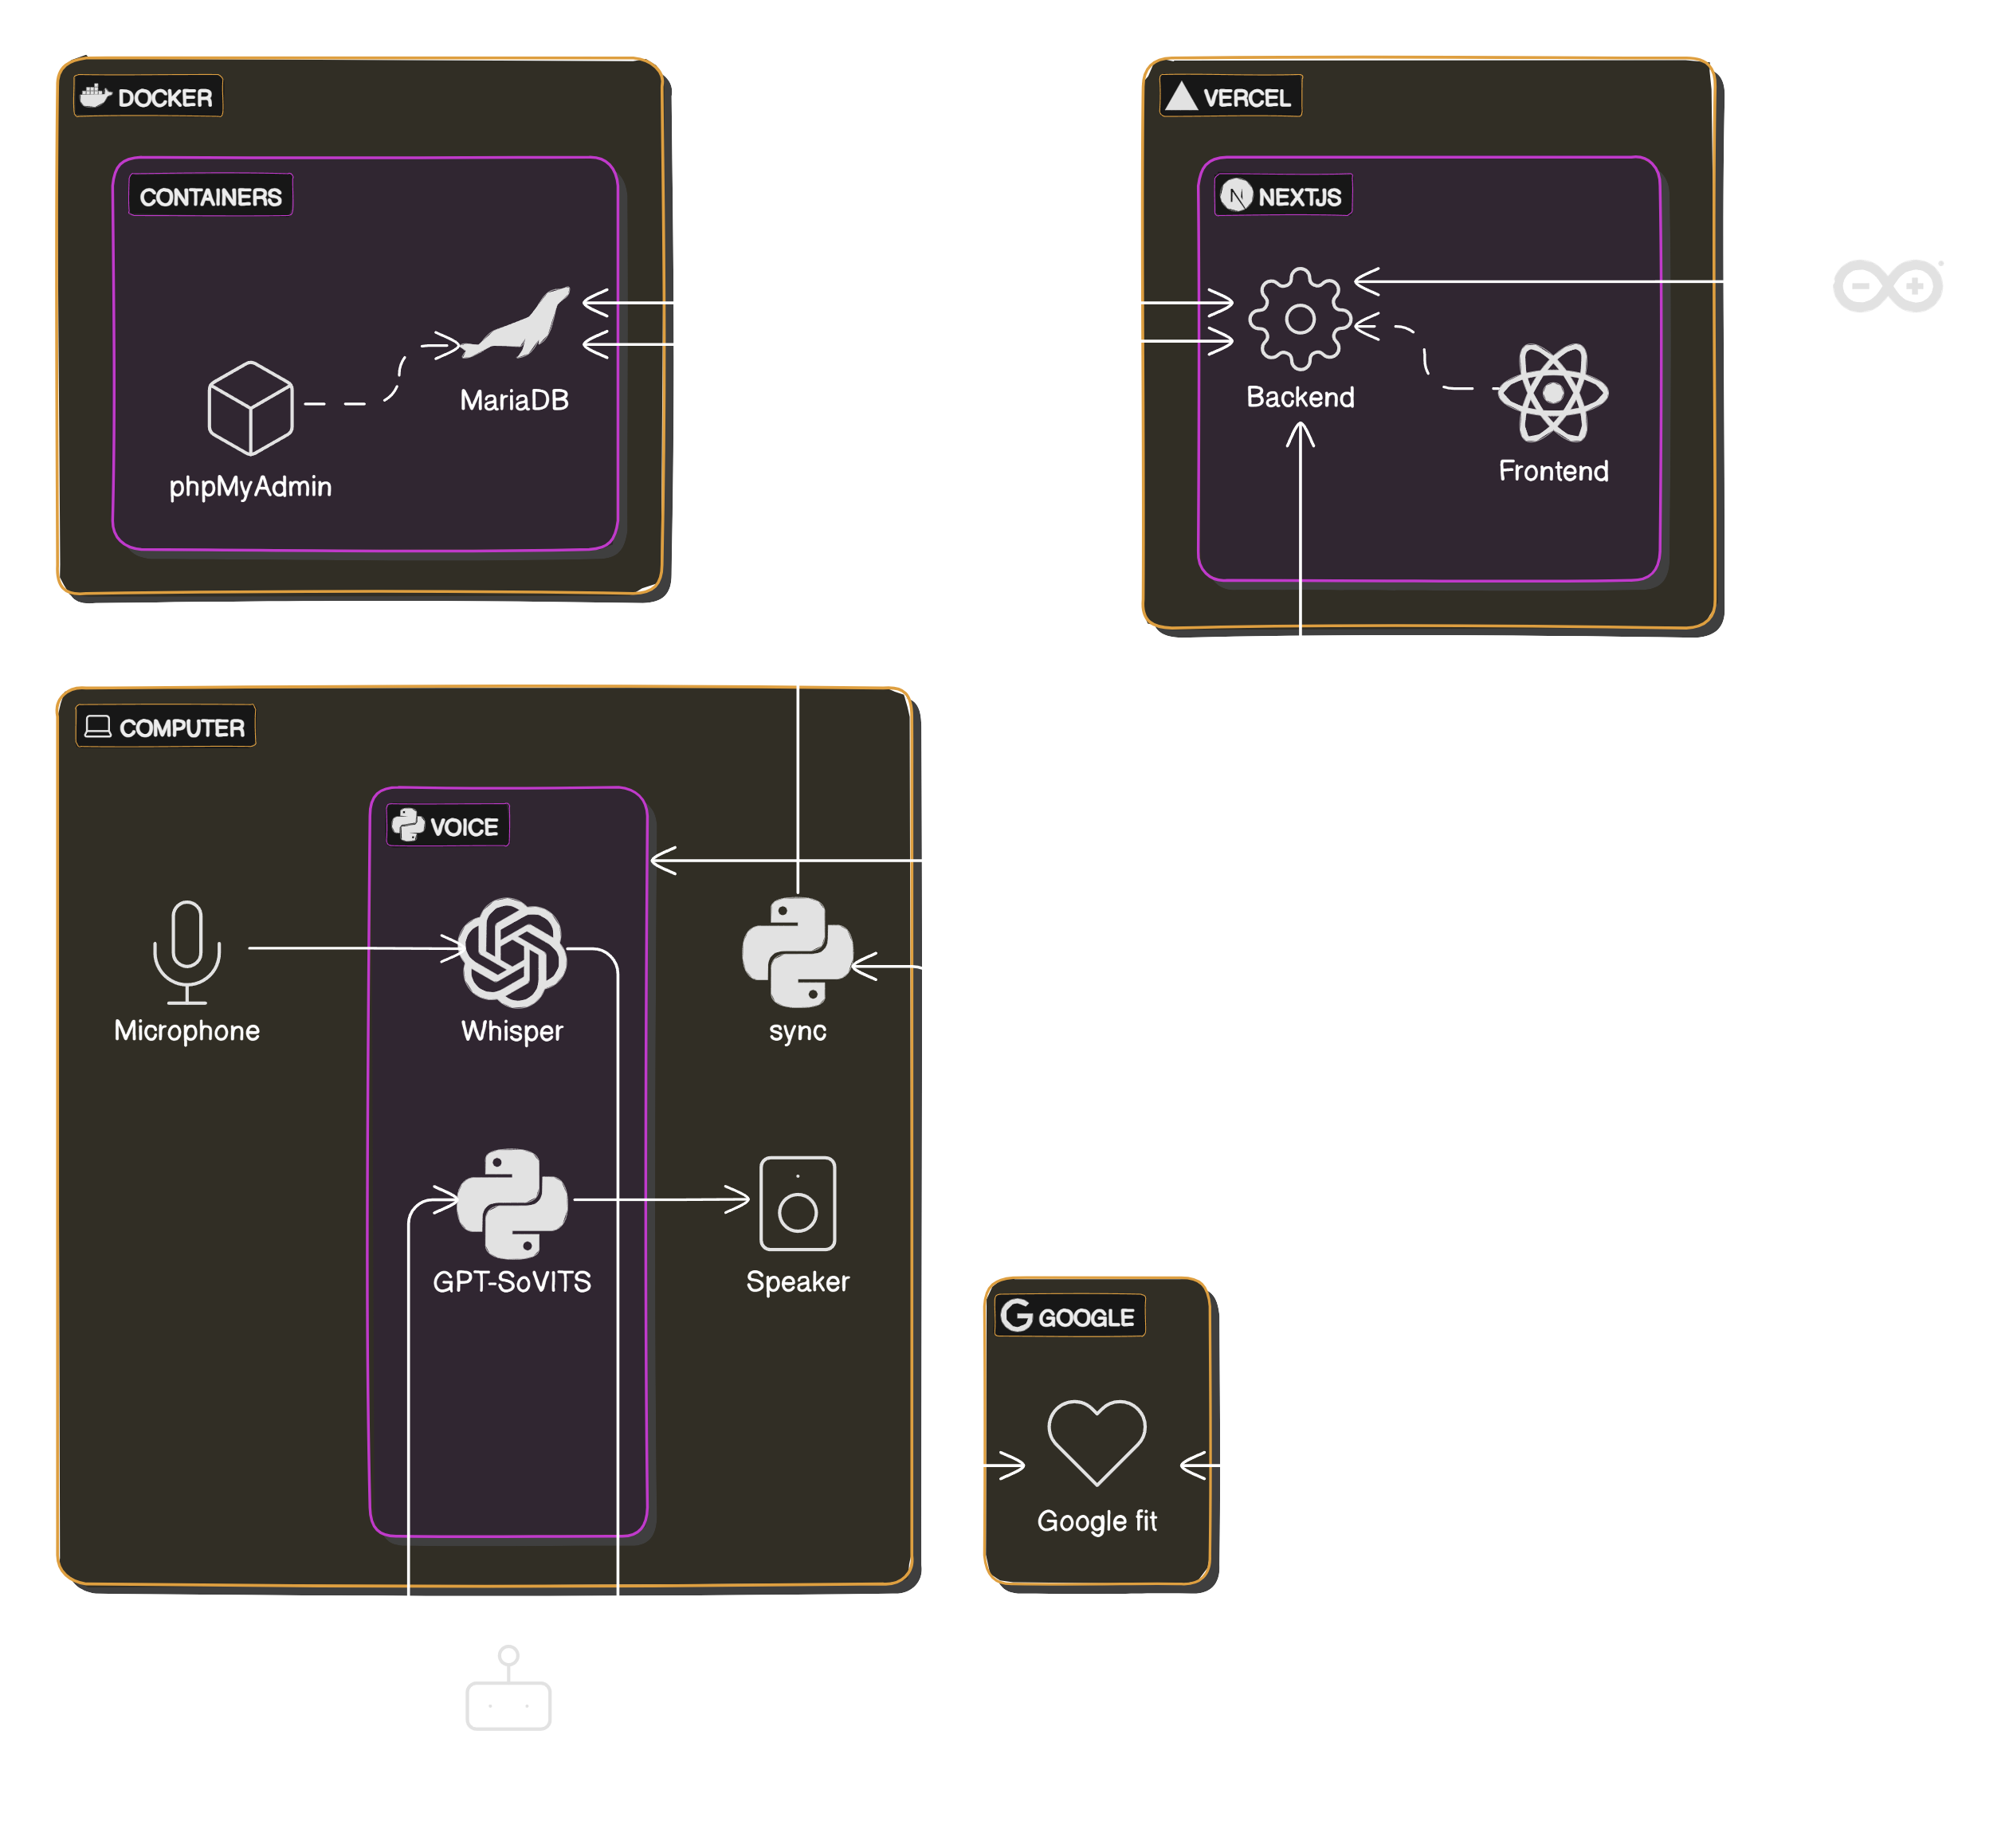 DOCKER
CONTAINERS
MariaDB
phpMyAdmin
VERCEL
NEXTJS
Backend
Frontend
COMPUTER
VOICE
Microphone
Whisper
sync
GPT-SoVITS
Speaker
GOOGLE
Google fit